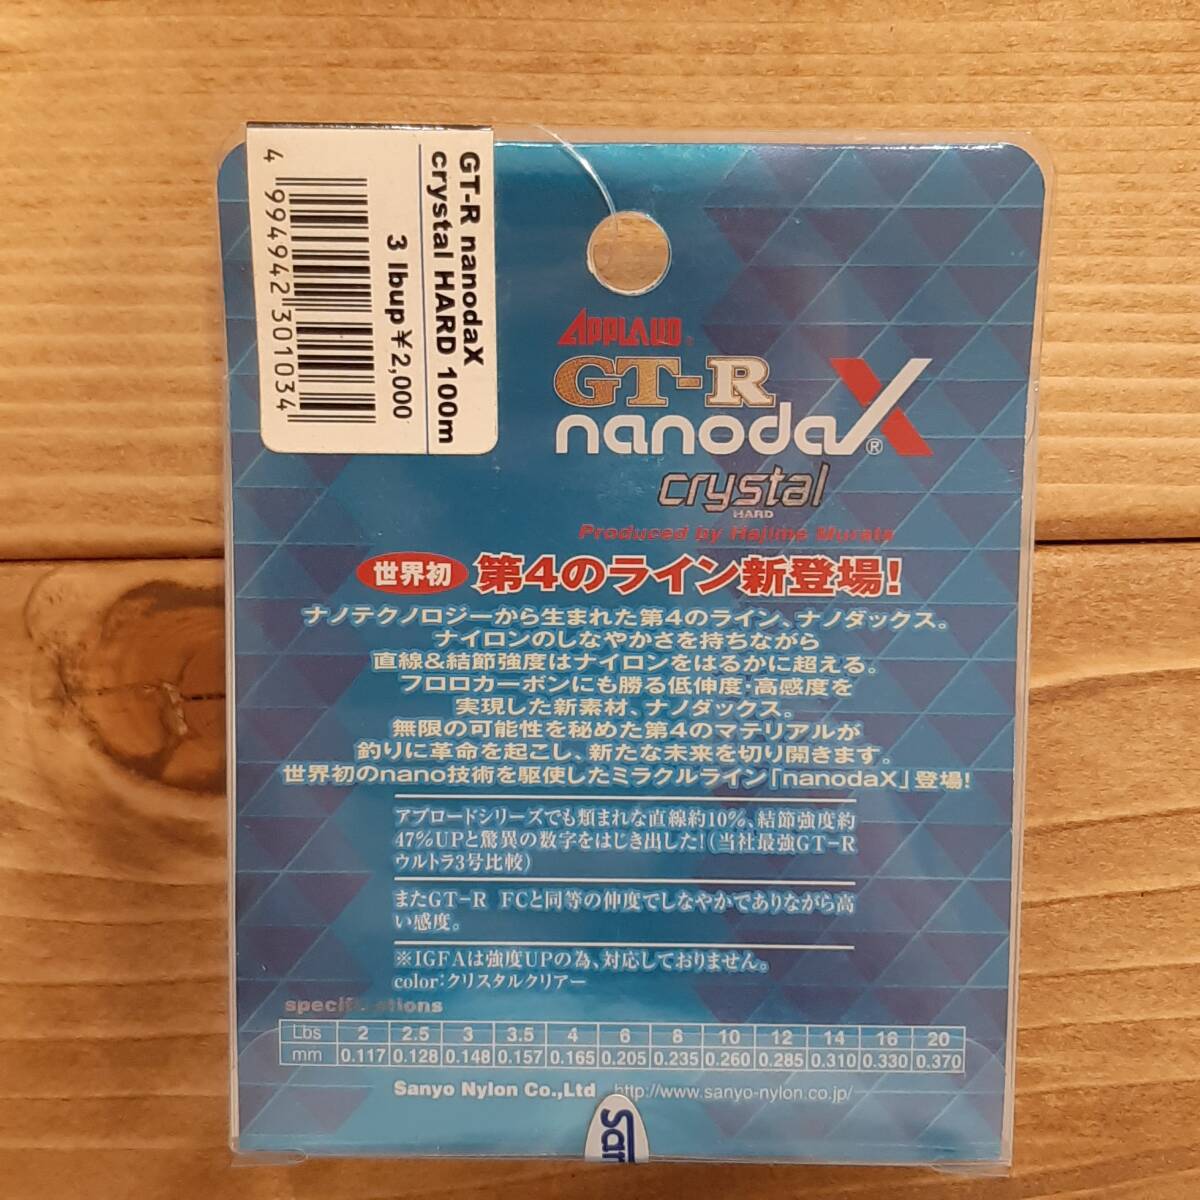 GT-R nanodaX
crystal HARD 100m
3 lbup ¥2,000
4 994942 301034
APPLAUD®
GT-R
nanodaX®
crystal
HARD
Produced by Hajime Murata
世界初 第4のライン新登場!
ナノテクノロジーから生まれた第4のライン、ナノダックス。
ナイロンのしなやかさを持ちながら
直線&結節強度はナイロンをはるかに超える。
フロロカーボンにも勝る低伸度・高感度を
実現した新素材、ナノダックス。
無限の可能性を秘めた第4のマテリアルが
釣りに革命を起こし、新たな未来を切り開きます。
世界初のnano技術を駆使したミラクルライン「nanodaX」登場!
アプロードシリーズでも類まれな直線約10%、結節強度約
47%UPと驚異の数字をはじき出した!(当社最強GT-R
ウルトラ3号比較)
またGT-R FCと同等の伸度でしなやかでありながら高
い感度。
※IGFAは強度UPの為、対応しておりません。
color:クリスタルクリアー
specifications
Lbs 2 2.5 3 3.5 4 6 8 10 12 14 16 20
mm 0.117 0.128 0.148 0.157 0.165 0.205 0.235 0.260 0.285 0.310 0.330 0.370
Sanyo Nylon Co.,Ltd http://www.sanyo-nylon.co.jp/
San